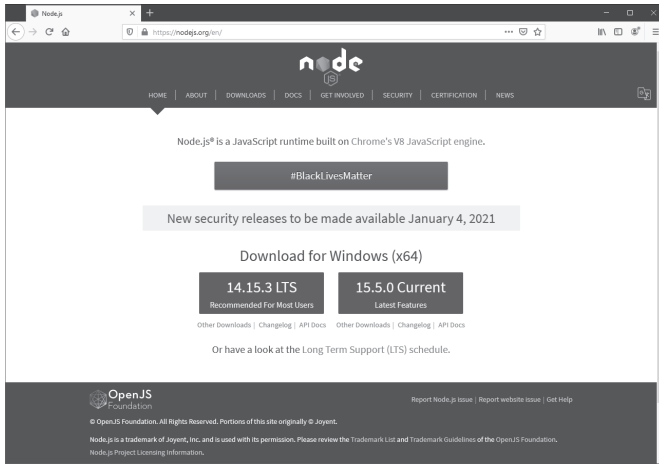 Node.js
https://nodejs.org/en/
node
JS
HOME | ABOUT | DOWNLOADS | DOCS | GET INVOLVED | SECURITY | CERTIFICATION | NEWS
Node.js® is a JavaScript runtime built on Chrome's V8 JavaScript engine.
#BlackLivesMatter
New security releases to be made available January 4, 2021
Download for Windows (x64)
14.15.3 LTS 15.5.0 Current
Recommended For Most Users Latest Features
Other Downloads | Changelog | API Docs Other Downloads | Changelog | API Docs
Or have a look at the Long Term Support (LTS) schedule.
OpenJS
Foundation
Report Node.js issue | Report website issue | Get Help
© OpenJS Foundation. All Rights Reserved. Portions of this site originally © Joyent.
Node.js is a trademark of Joyent, Inc. and is used with its permission. Please review the Trademark List and Trademark Guidelines of the OpenJS Foundation.
Node.js Project Licensing Information.